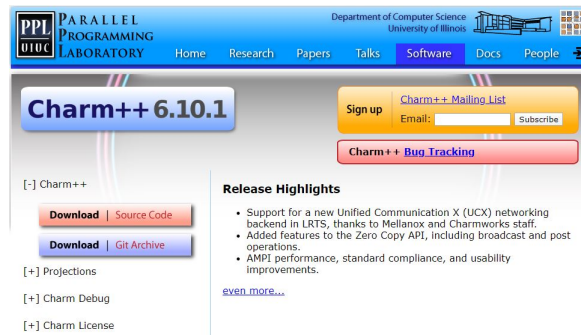 PPL
UIUC
PARALLEL
PROGRAMMING
LABORATORY
Department of Computer Science
University of Illinois
Home Research Papers Talks Software Docs People
Charm++ 6.10.1
Sign up
Charm++ Mailing List
Email: Subscribe
Charm++ Bug Tracking
[-] Charm++
Download | Source Code
Download | Git Archive
[+] Projections
[+] Charm Debug
[+] Charm License
Release Highlights
• Support for a new Unified Communication X (UCX) networking
backend in LRTS, thanks to Mellanox and Charmworks staff.
• Added features to the Zero Copy API, including broadcast and post
operations.
• AMPI performance, standard compliance, and usability
improvements.
even more...